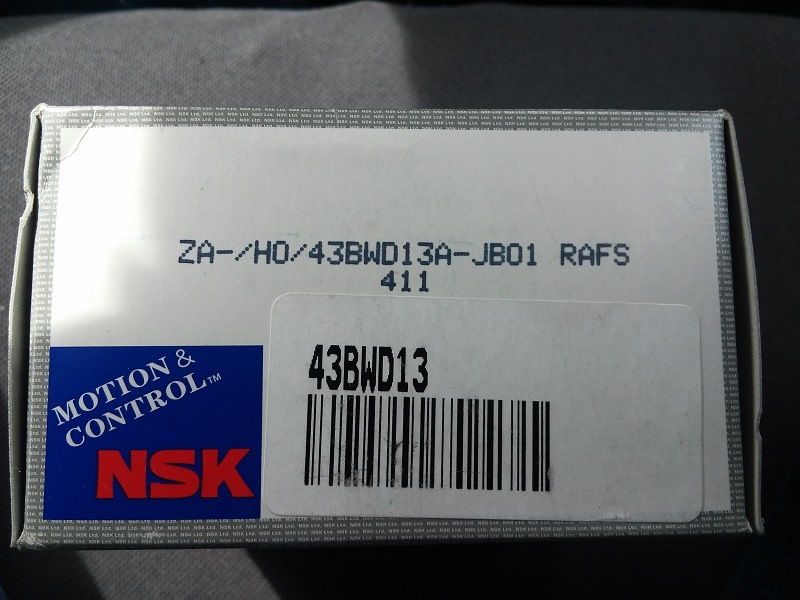 ZA-/HO/43BWD13A-JB01 RAFS
411
43BWD13
MOTION &
CONTROL™
NSK